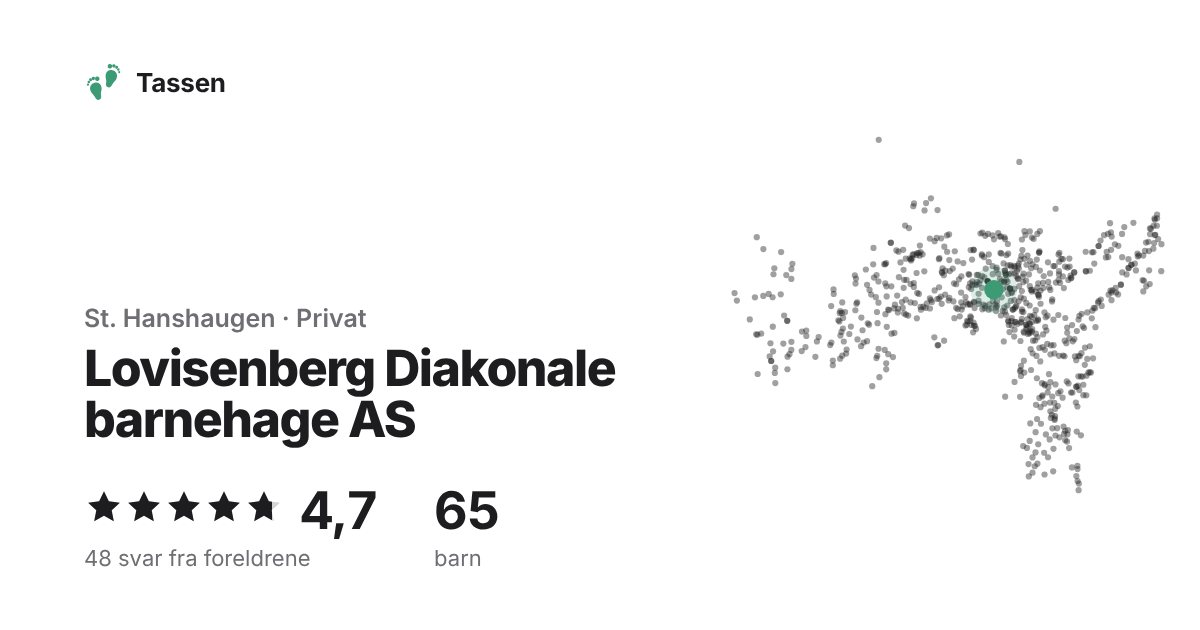 Tassen
St. Hanshaugen · Privat
Lovisenberg Diakonale
barnehage AS
4,7
65
48 svar fra foreldrene
barn